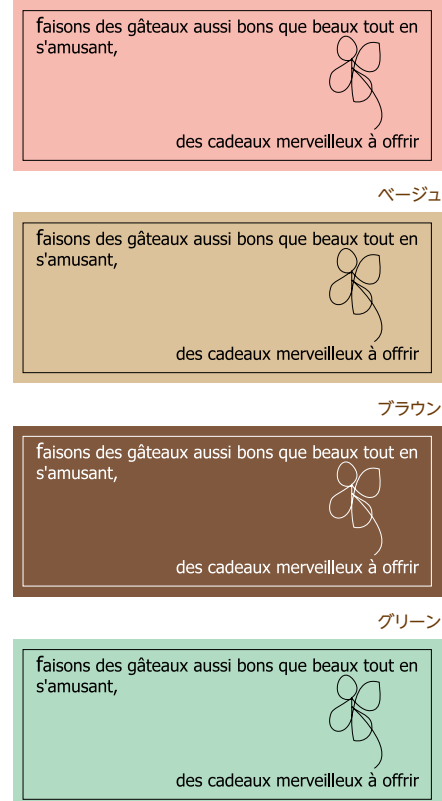 faisons des gâteaux aussi bons que beaux tout en
s'amusant,
des cadeaux merveilleux à offrir
ベージュ
faisons des gâteaux aussi bons que beaux tout en
s'amusant,
des cadeaux merveilleux à offrir
ブラウン
faisons des gâteaux aussi bons que beaux tout en
s'amusant,
des cadeaux merveilleux à offrir
グリーン
faisons des gâteaux aussi bons que beaux tout en
s'amusant,
des cadeaux merveilleux à offrir